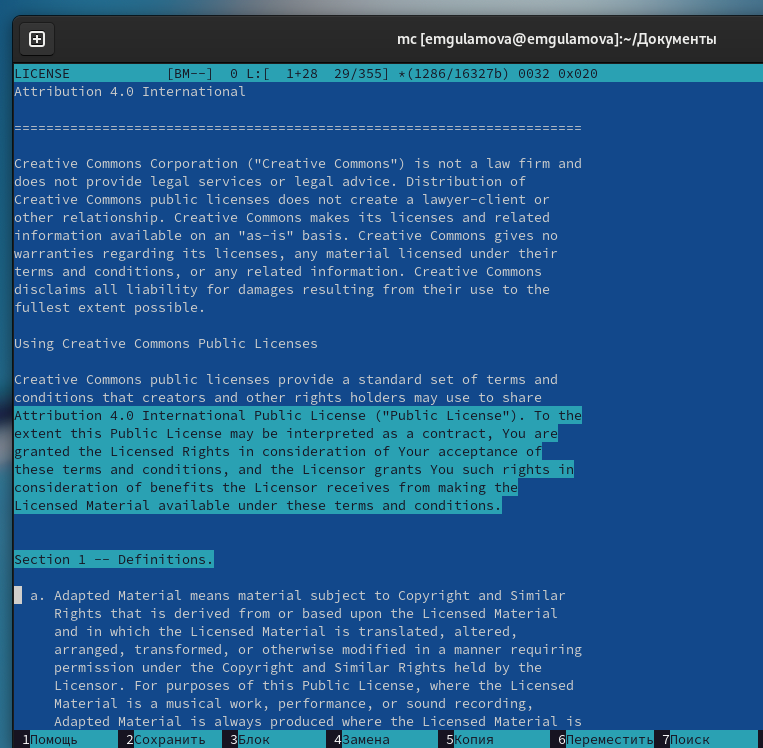 mc [emgulamova@emgulamova]:~/Документы
LICENSE            [BM--]  0 L:[  1+28  29/355] *(1286/16327b) 0032 0x020
Attribution 4.0 International
=======================================================================
Creative Commons Corporation ("Creative Commons") is not a law firm and
does not provide legal services or legal advice. Distribution of
Creative Commons public licenses does not create a lawyer-client or
other relationship. Creative Commons makes its licenses and related
information available on an "as-is" basis. Creative Commons gives no
warranties regarding its licenses, any material licensed under their
terms and conditions, or any related information. Creative Commons
disclaims all liability for damages resulting from their use to the
fullest extent possible.
Using Creative Commons Public Licenses
Creative Commons public licenses provide a standard set of terms and
conditions that creators and other rights holders may use to share
Attribution 4.0 International Public License ("Public License"). To the
extent this Public License may be interpreted as a contract, You are
granted the Licensed Rights in consideration of Your acceptance of
these terms and conditions, and the Licensor grants You such rights in
consideration of benefits the Licensor receives from making the
Licensed Material available under these terms and conditions.
Section 1 -- Definitions.
a. Adapted Material means material subject to Copyright and Similar
Rights that is derived from or based upon the Licensed Material
and in which the Licensed Material is translated, altered,
arranged, transformed, or otherwise modified in a manner requiring
permission under the Copyright and Similar Rights held by the
Licensor. For purposes of this Public License, where the Licensed
Material is a musical work, performance, or sound recording,
Adapted Material is always produced where the Licensed Material is
1Помощь 2Сохранить 3Блок 4Замена 5Копия 6Переместить 7Поиск